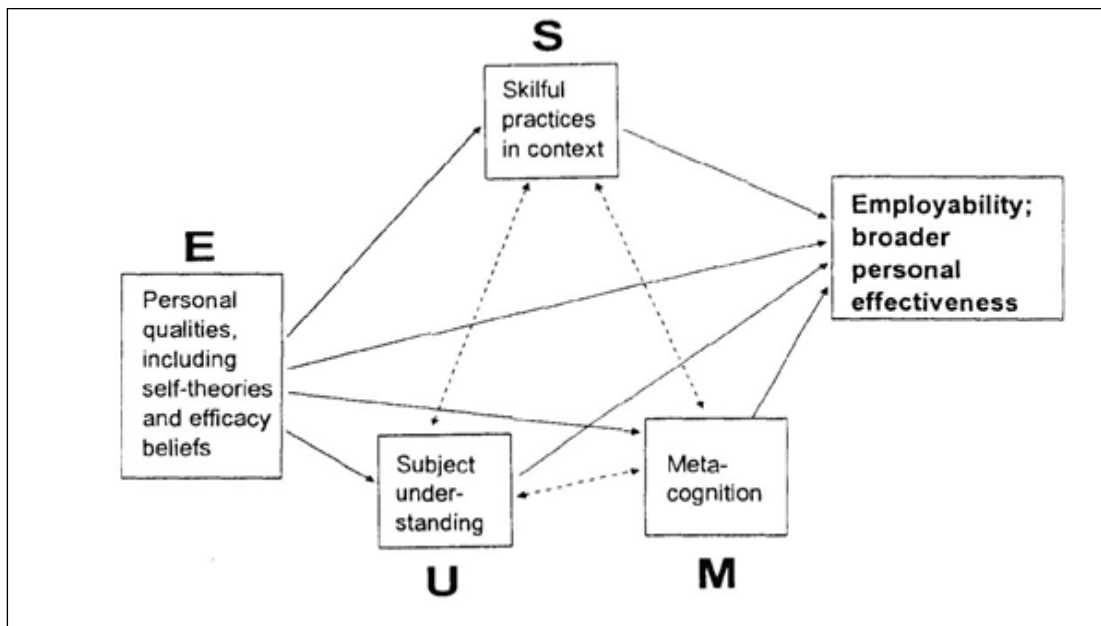 S
Skilful
practices
in context
Employability;
broader
personal
effectiveness
E
Personal
qualities,
including
self-theories
and efficacy
beliefs
Subject
under-
standing
U
Meta-
cognition
M